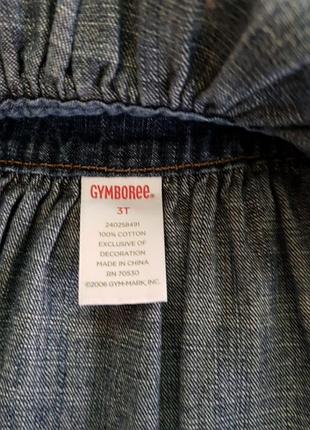 GYMBOREE®
3T
240258491
100% COTTON
EXCLUSIVE OF
DECORATION
MADE IN CHINA
RN 70530
©2006 GYM-MARK, INC.